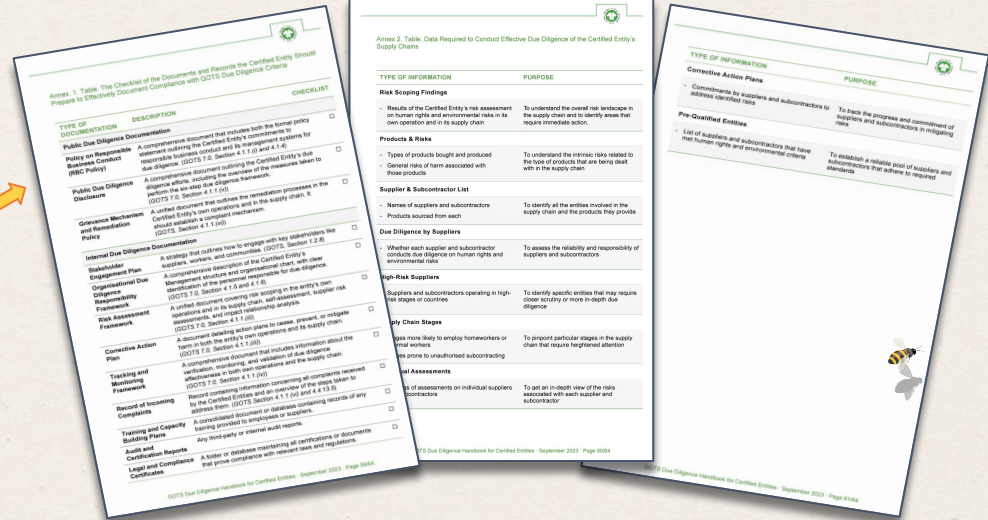 Annex. 1. Table. The Checklist of the Documents and Records the Certified Entity Should
Prepare to Effectively Document Compliance with GOTS Due Diligence Criteria
TYPE OF
DOCUMENTATION
DESCRIPTION
CHECKLIST
Public Due Diligence Documentation
Policy on Responsible
Business Conduct
(RBC Policy)
A comprehensive document that includes both the formal policy
statement outlining the Certified Entity's commitments to
responsible business conduct and its management systems for
due diligence. (GOTS 7.0, Section 4.1.1.(i) and 4.1.4)
Public Due Diligence
Disclosure
A comprehensive document outlining the Certified Entity's due
diligence efforts, including the overview of the measures taken to
perform the six-step due diligence framework.
(GOTS 7.0, Section 4.1.1.(v))
Grievance Mechanism
and Remediation
Policy
A unified document that outlines the remediation processes in the
Certified Entity's own operations and in the supply chain. It
should establish a complaint mechanism.
(GOTS 7.0, Section 4.1.1.(vi))
Internal Due Diligence Documentation
Stakeholder
Engagement Plan
A strategy that outlines how to engage with key stakeholders like
suppliers, workers, and communities. (GOTS, Section 1.2.8)
Organisational Due
Diligence
Responsibility
Framework
A comprehensive description of the Certified Entity's
Management structure and organisational chart, with clear
identification of the personnel responsible for due diligence.
(GOTS 7.0, Section 4.1.5 and 4.1.6)
Risk Assessment
Framework
A unified document covering risk scoping in the entity's own
operations and in its supply chain, self-assessment, supplier risk
assessments, and impact relationship analysis.
(GOTS 7.0, Section 4.1.1.(ii))
Corrective Action
Plan
A document detailing action plans to cease, prevent, or mitigate
harm in both the entity's own operations and its supply chain.
(GOTS 7.0, Section 4.1.1.(iii))
Tracking and
Monitoring
Framework
A comprehensive document that includes information about the
verification, monitoring, and validation of due diligence
effectiveness in both own operations and the supply chain.
(GOTS 7.0, Section 4.1.1.(iv))
Record of Incoming
Complaints
Record containing information concerning all complaints received
by the Certified Entities and an overview of the steps taken to
address them. (GOTS Section 4.1.1.(vi) and 4.4.13.5)
Training and Capacity
Building Plans
A consolidated document or database containing records of any
training provided to employees or suppliers.
Audit and
Certification Reports
Any third-party or internal audit reports.
Legal and Compliance
Certificates
A folder or database maintaining all certifications or documents
that prove compliance with relevant laws and regulations.
GOTS Due Diligence Handbook for Certified Entities · September 2023 · Page 59/64
Annex 2. Table. Data Required to Conduct Effective Due Diligence of the Certified Entity's
Supply Chains
TYPE OF INFORMATION
PURPOSE
Risk Scoping Findings
- Results of the Certified Entity's risk assessment
on human rights and environmental risks in its
own operation and in its supply chain
To understand the overall risk landscape in
the supply chain and to identify areas that
require immediate action.
Products & Risks
- Types of products bought and produced
- General risks of harm associated with
those products
To understand the intrinsic risks related to
the type of products that are being dealt
with in the supply chain
Supplier & Subcontractor List
- Names of suppliers and subcontractors
- Products sourced from each
To identify all the entities involved in the
supply chain and the products they provide
Due Diligence by Suppliers
- Whether each supplier and subcontractor
conducts due diligence on human rights and
environmental risks
To assess the reliability and responsibility of
suppliers and subcontractors
High-Risk Suppliers
Suppliers and subcontractors operating in high-
risk stages or countries
To identify specific entities that may require
closer scrutiny or more in-depth due
diligence
ply Chain Stages
ges more likely to employ homeworkers or
rmal workers
es prone to unauthorised subcontracting
To pinpoint particular stages in the supply
chain that require heightened attention
ual Assessments
s of assessments on individual suppliers
contractors
To get an in-depth view of the risks
associated with each supplier and
subcontractor
TS Due Diligence Handbook for Certified Entities · September 2023 · Page 60/64
TYPE OF INFORMATION
PURPOSE
Corrective Action Plans
- Commitments by suppliers and subcontractors to
address identified risks
To track the progress and commitment of
suppliers and subcontractors in mitigating
risks
Pre-Qualified Entities
- List of suppliers and subcontractors that have
met human rights and environmental criteria
To establish a reliable pool of suppliers and
subcontractors that adhere to required
standards
GOTS Due Diligence Handbook for Certified Entities · September 2023 · Page 61/64